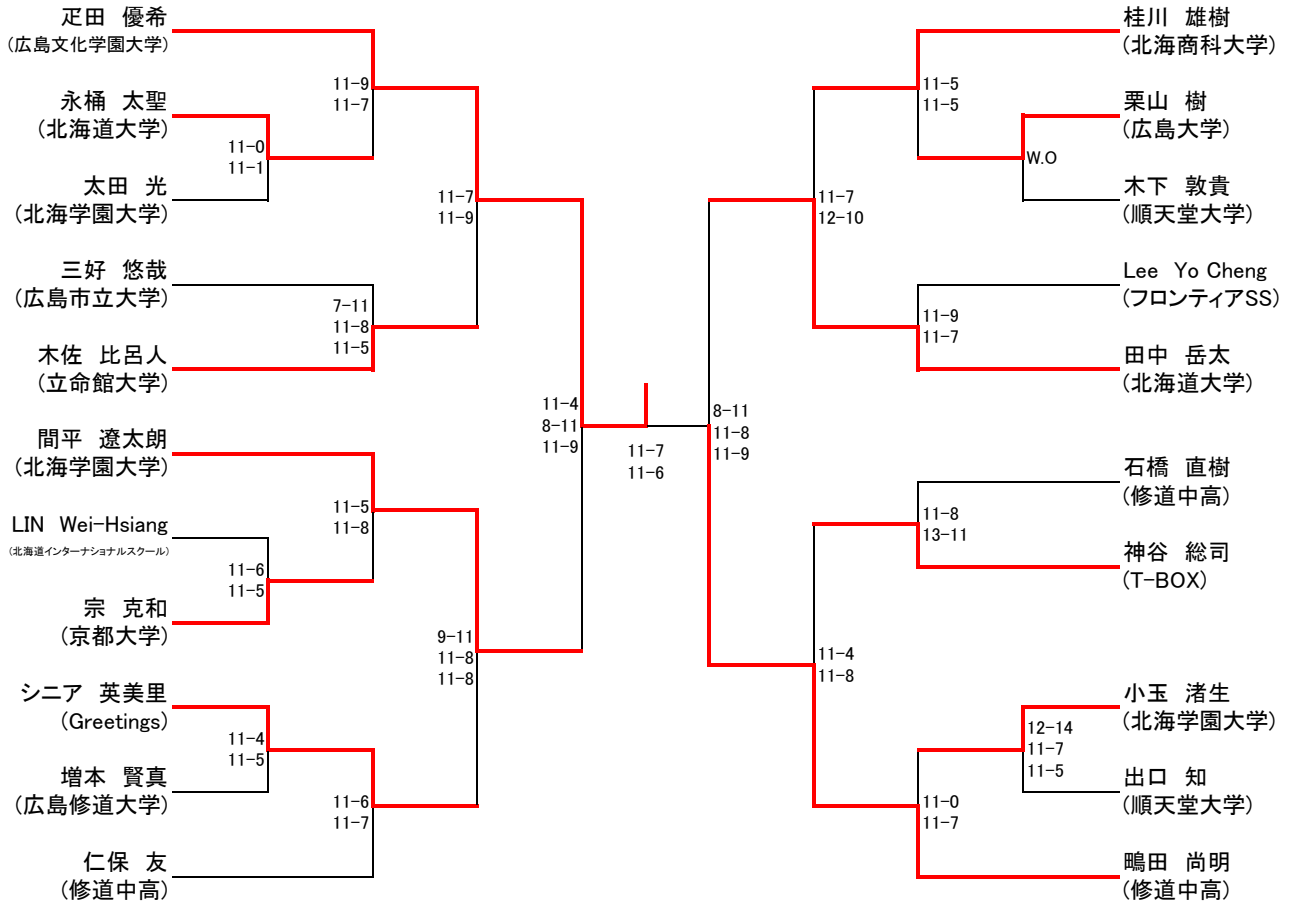 疋田 優希
(広島文化学園大学)
11-9
11-7
永桶 太聖
(北海道大学)
11-0
11-1
太田 光
(北海学園大学)
11-7
11-9
三好 悠哉
(広島市立大学)
7-11
11-8
11-5
木佐 比呂人
(立命館大学)
11-4
8-11
11-9
間平 遼太朗
(北海学園大学)
11-5
11-8
LIN Wei-Hsiang
(北海道インターナショナルスクール)
11-6
11-5
宗 克和
(京都大学)
9-11
11-8
11-8
シニア 英美里
(Greetings)
11-4
11-5
増本 賢真
(広島修道大学)
11-6
11-7
仁保 友
(修道中高)
11-7
11-6
桂川 雄樹
(北海商科大学)
11-5
11-5
栗山 樹
(広島大学)
W.O
木下 敦貴
(順天堂大学)
11-7
12-10
Lee Yo Cheng
(フロンティアSS)
11-9
11-7
田中 岳太
(北海道大学)
8-11
11-8
11-9
石橋 直樹
(修道中高)
11-8
13-11
神谷 総司
(T-BOX)
11-4
11-8
小玉 渚生
(北海学園大学)
12-14
11-7
11-5
出口 知
(順天堂大学)
11-0
11-7
鴫田 尚明
(修道中高)